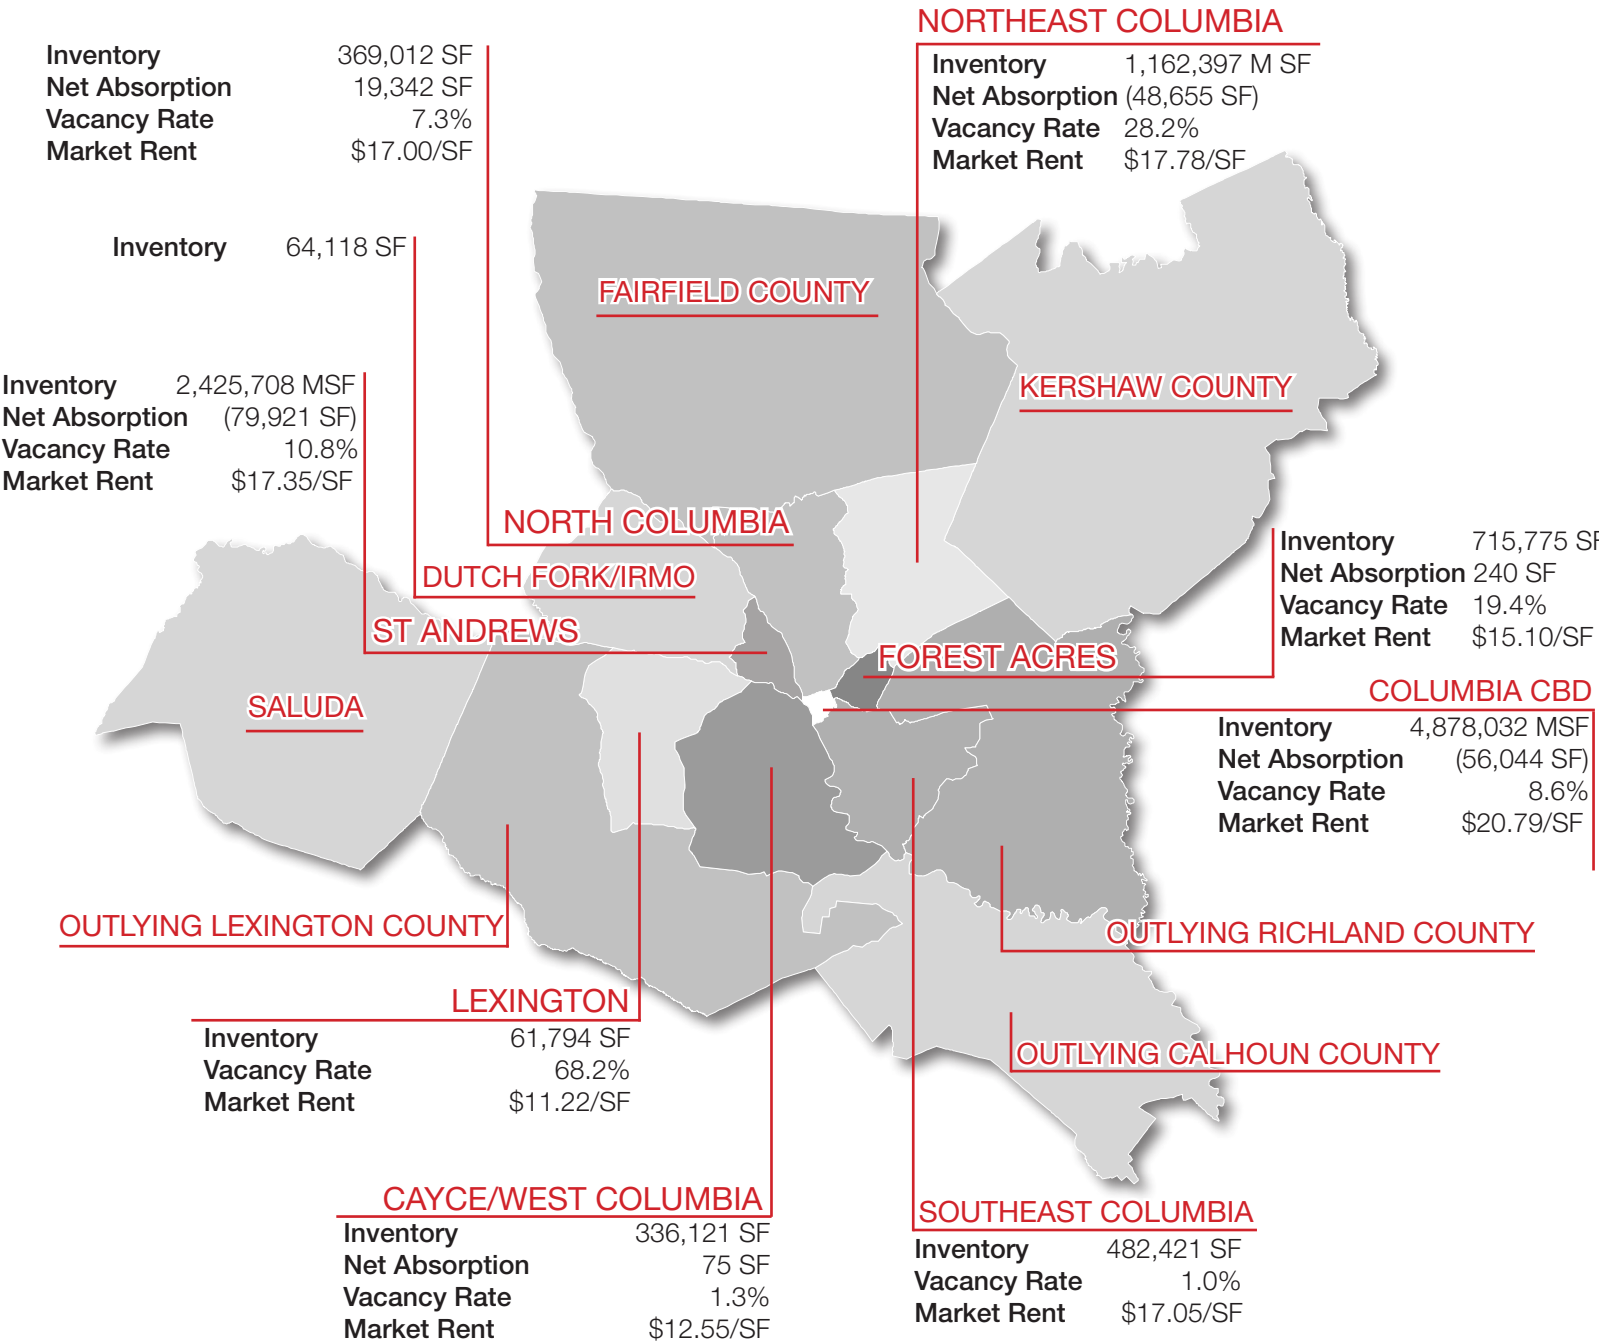 NORTHEAST COLUMBIA
Inventory 1,162,397 M SF
Net Absorption (48,655 SF)
Vacancy Rate 28.2%
Market Rent $17.78/SF
Inventory 369,012 SF
Net Absorption 19,342 SF
Vacancy Rate 7.3%
Market Rent $17.00/SF
Inventory 64,118 SF
Inventory 2,425,708 MSF
Net Absorption (79,921 SF)
Vacancy Rate 10.8%
Market Rent $17.35/SF
FAIRFIELD COUNTY
KERSHAW COUNTY
NORTH COLUMBIA
DUTCH FORK/IRMO
ST ANDREWS
Inventory 715,775 SF
Net Absorption 240 SF
Vacancy Rate 19.4%
Market Rent $15.10/SF
FOREST ACRES
SALUDA
COLUMBIA CBD
Inventory 4,878,032 MSF
Net Absorption (56,044 SF)
Vacancy Rate 8.6%
Market Rent $20.79/SF
OUTLYING LEXINGTON COUNTY
OUTLYING RICHLAND COUNTY
LEXINGTON
Inventory 61,794 SF
Vacancy Rate 68.2%
Market Rent $11.22/SF
OUTLYING CALHOUN COUNTY
CAYCE/WEST COLUMBIA
Inventory 336,121 SF
Net Absorption 75 SF
Vacancy Rate 1.3%
Market Rent $12.55/SF
SOUTHEAST COLUMBIA
Inventory 482,421 SF
Vacancy Rate 1.0%
Market Rent $17.05/SF